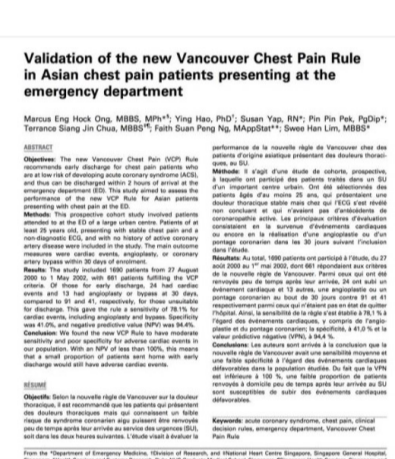 Validation of the new Vancouver Chest Pain Rule
in Asian chest pain patients presenting at the
emergency department
Marcus Eng Hock Ong, MBBS, MPH; Ying Hao, PhD; Susan Yap, RN; Pin Pin Pek, PgDip;
Terrance Siang Jin Chua, MBBS; Faith Suan Peng Ng, MAppStat; Swee Han Lim, MBBS
ABSTRACT
Objectives: The new Vancouver Chest Pain (VCP) Rule
recommends early discharge for chest pain patients who
are at low risk of developing acute coronary syndrome (ACS),
and thus can be discharged within 2 hours of arrival at the
emergency department (ED). This study aimed to assess the
performance of the new VCP Rule for Asian patients
presenting with chest pain at the ED.
Methods: This prospective cohort study involved patients
attended to at the ED of a large urban centre. Patients of at
least 25 years old, presenting with stable chest pain and a
non-diagnostic ECG, and with no history of active coronary
artery disease were included in the study. The main outcome
measures were cardiac events, angioplasty, or coronary
artery bypass within 30 days of enrolment.
Results: The study included 1690 patients from 27 August
2000 to 1 May 2002, with 661 patients fulfilling the VCP
criteria. Of those for early discharge, 24 had cardiac
events and 13 had angioplasty or bypass at 30 days,
compared to 91 and 41, respectively, for those unsuitable
for discharge. This gave the rule a sensitivity of 78.1% for
cardiac events, including angioplasty and bypass. Specificity
was 41.0%, and negative predictive value (NPV) was 94.4%.
Conclusion: We found the new VCP Rule to have moderate
sensitivity and poor specificity for adverse cardiac events in
our population. With an NPV of less than 100%, this means
that a small proportion of patients sent home with early
discharge would still have adverse cardiac events.
RÉSUMÉ
Objectifs: Selon la nouvelle règle de Vancouver sur la douleur
thoracique, il est recommandé que les patients qui présentent
des douleurs thoraciques mais qui connaissent un faible
risque de syndrome coronarien aigu puissent être renvoyés
peu de temps après leur arrivée au service des urgences (SU),
soit dans les deux heures suivantes. L'étude visait à évaluer la
performance de la nouvelle règle de Vancouver chez des
patients d'origine asiatique présentant des douleurs thoraciques, au SU.
Méthode: Il s'agit d'une étude de cohorte, prospective,
à laquelle ont participé des patients traités dans un SU
d'un important centre urbain. Ont été sélectionnés des
patients âgés d'au moins 25 ans, qui présentaient une
douleur thoracique stable mais chez qui l'ECG s'est révélé
non concluant et qui n'avaient pas d'antécédents de
coronaropathie active. Les principaux critères d'évaluation
consistaient en la survenue d'événements cardiaques
ou encore en la réalisation d'une angioplastie ou d'un
pontage coronarien dans les 30 jours suivant l'inclusion
dans l'étude.
Résultats: Au total, 1690 patients ont participé à l'étude, du 27
août 2000 au 1er mai 2002, dont 661 répondaient aux critères
de la nouvelle règle de Vancouver. Parmi ceux qui ont été
renvoyés peu de temps après leur arrivée, 24 ont subi un
événement cardiaque et 13 autres, une angioplastie ou un
pontage coronarien au bout de 30 jours contre 91 et 41
respectivement parmi ceux qui n'étaient pas en état de quitter
l'hôpital. Ainsi, la sensibilité de la règle s'est établie à 78,1 % à
l'égard des événements cardiaques, y compris de l'angioplastie et du pontage coronarien; la spécificité, à 41,0 % et la
valeur prédictive négative (VPN), à 94,4 %.
Conclusions: Les auteurs sont arrivés à la conclusion que la
nouvelle règle de Vancouver avait une sensibilité moyenne et
une faible spécificité à l'égard des événements cardiaques
défavorables dans la population étudiée. Du fait que la VPN
est inférieure à 100 %, une faible proportion de patients
renvoyés à domicile peu de temps après leur arrivée au SU
sont susceptibles de subir des événements cardiaques
défavorables.
Keywords: acute coronary syndrome, chest pain, clinical
decision rules, emergency department, Vancouver Chest
Pain Rule
From the Department of Emergency Medicine, Division of Research, and National Heart Centre Singapore, Singapore General Hospital,